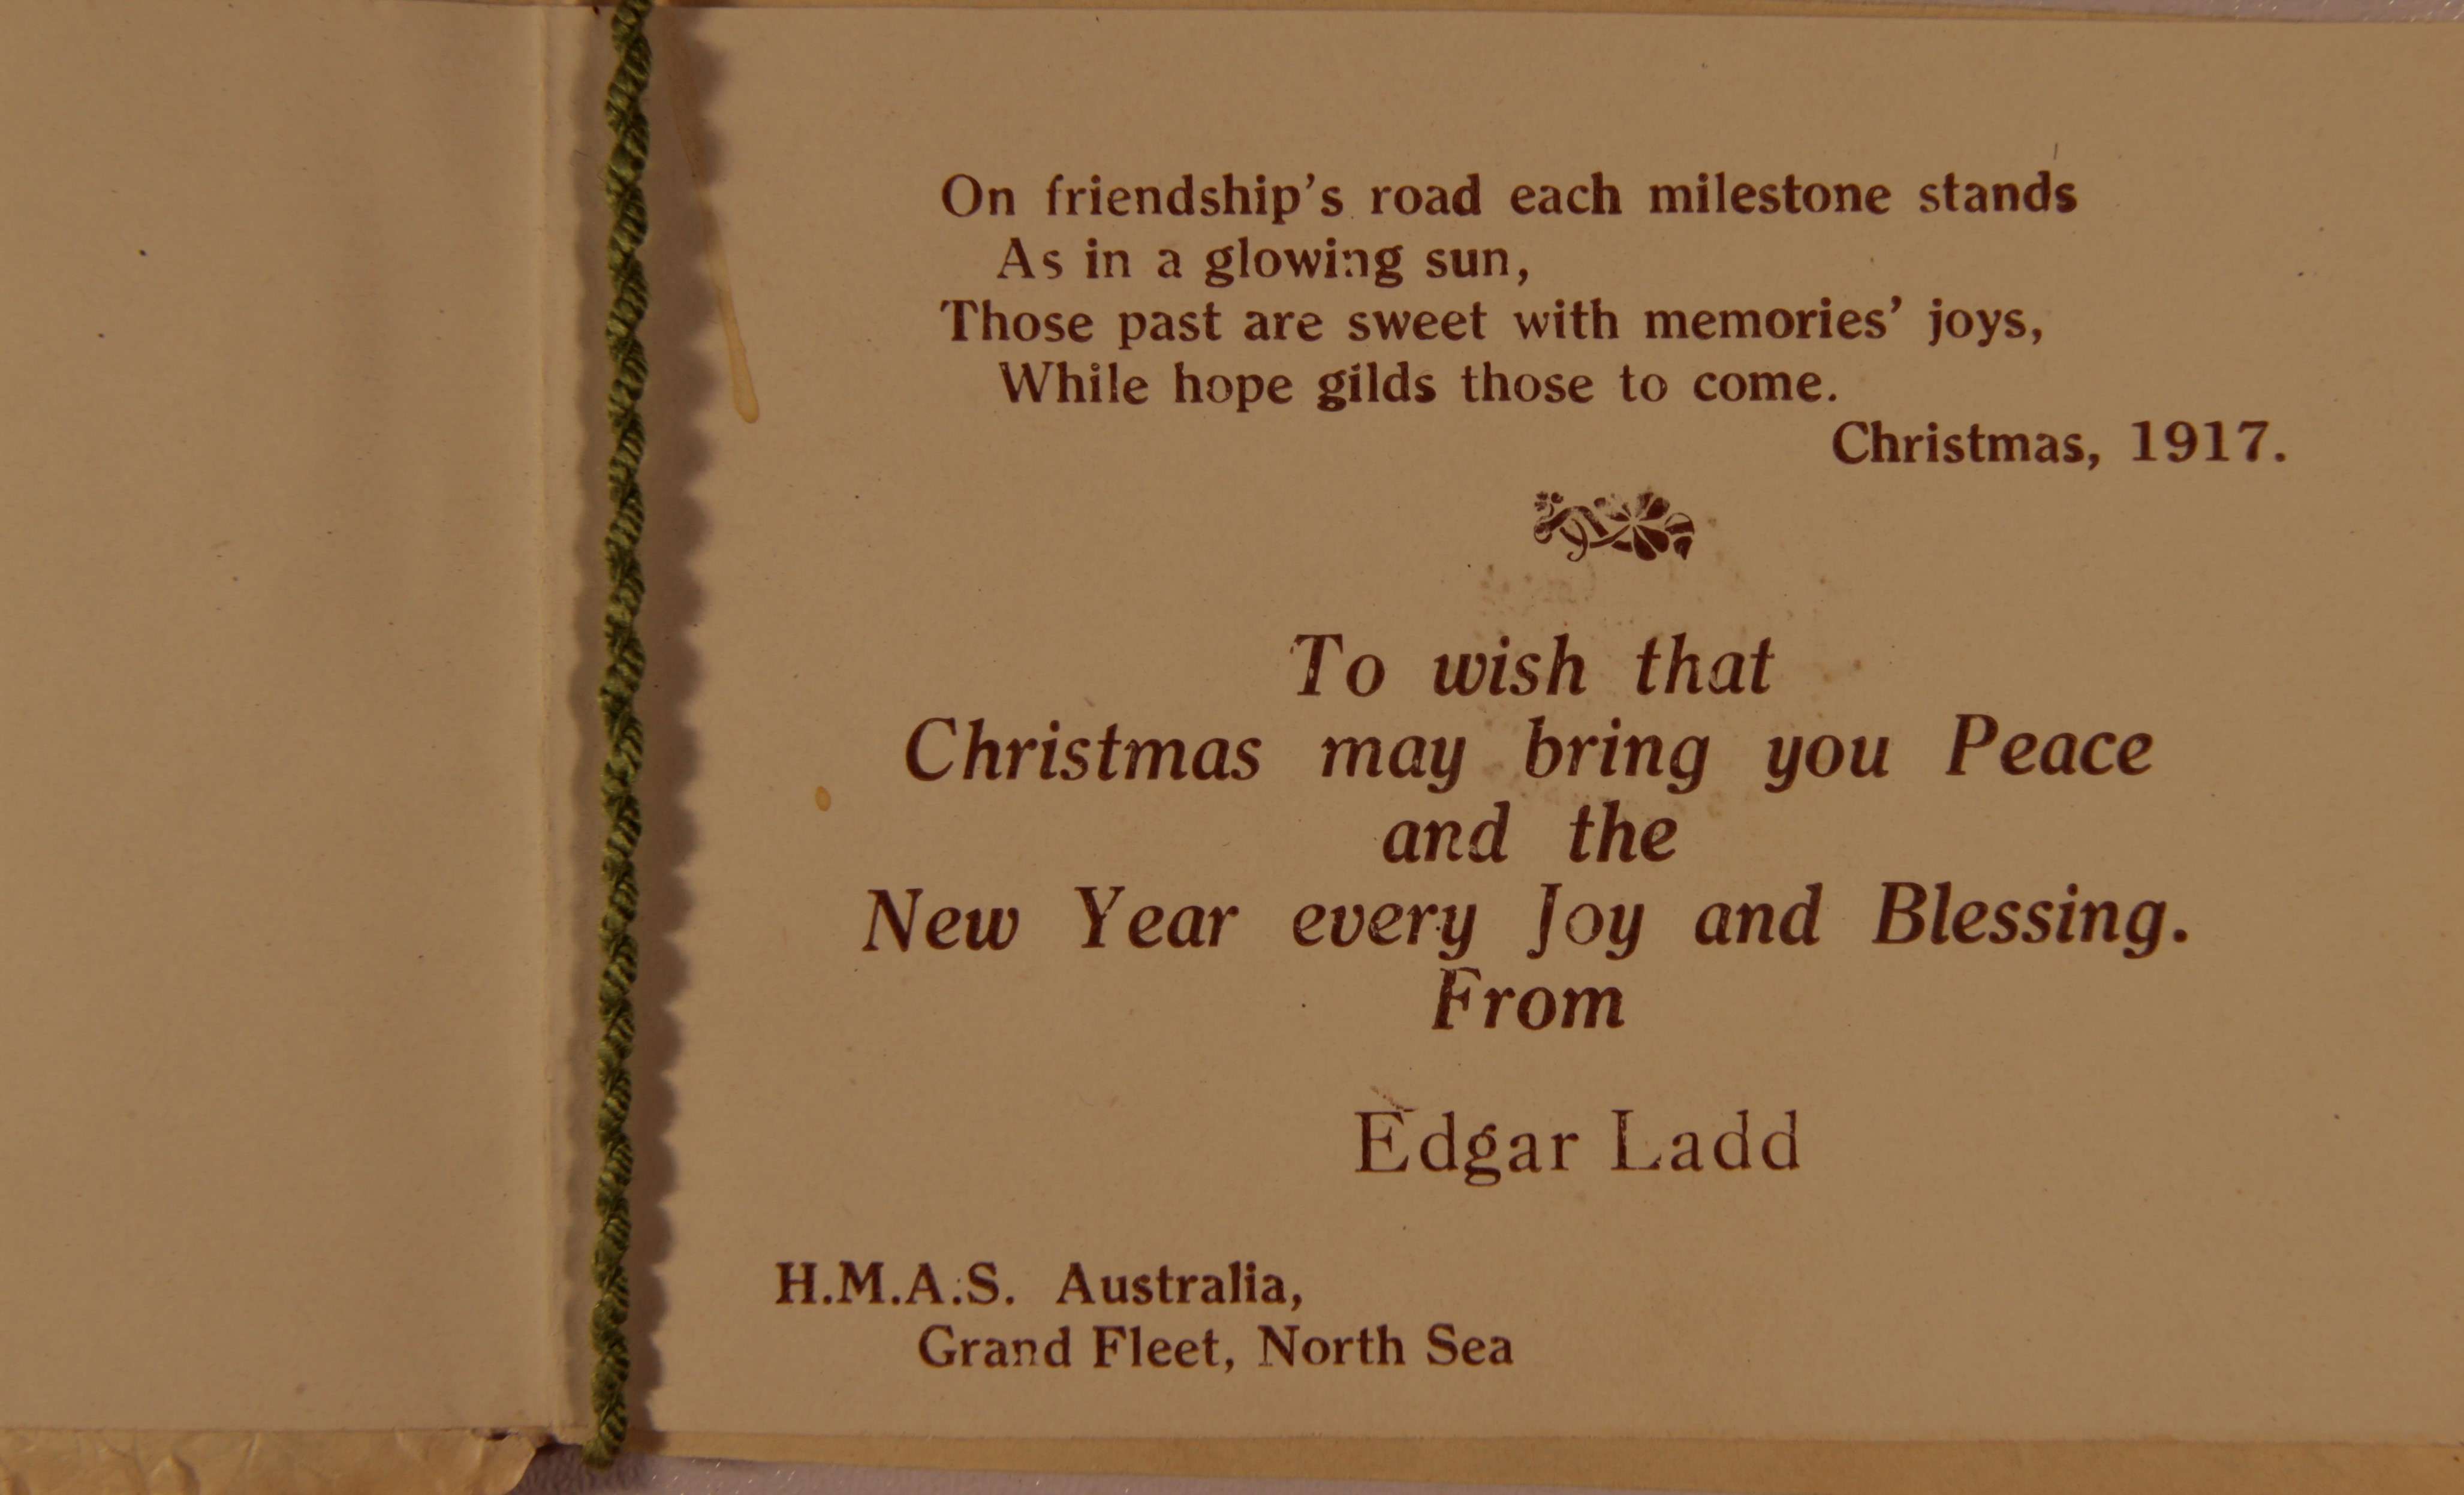 On friendship's road each milestone stands
As in a glowing sun,
Those past are sweet with memories' joys,
While hope gilds those to come.
Christmas, 1917.
To wish that
Christmas may bring you Peace
and the
New Year every Joy and Blessing.
From
Edgar Ladd
H.M.A.S. Australia,
Grand Fleet, North Sea